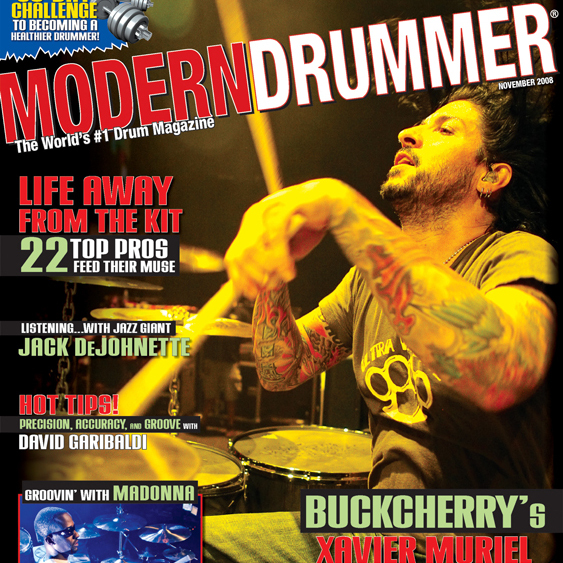 CHALLENGE
TO BECOMING A
HEALTHIER DRUMMER!
MODERN DRUMMER®
NOVEMBER 2008
The World's #1 Drum Magazine
LIFE AWAY
FROM THE KIT
22 TOP PROS
FEED THEIR MUSE
LISTENING...WITH JAZZ GIANT
JACK DeJOHNETTE
HOT TIPS!
PRECISION, ACCURACY, AND GROOVE WITH
DAVID GARIBALDI
GROOVIN' WITH MADONNA
BUCKCHERRY's
XAVIER MURIEL